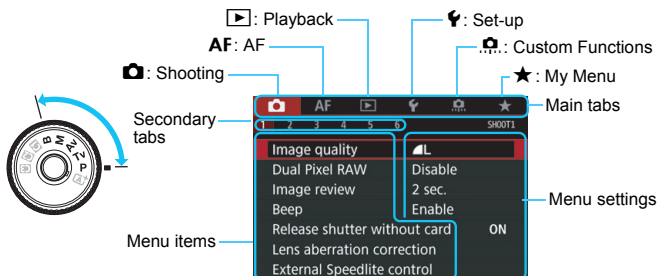 : Playback
: Set-up
AF: AF
: Custom Functions
: Shooting
★: My Menu
Main tabs
AF ★
Secondary tabs
1 2 3 4 5 6 SHOOT1
B M Av Tv P A+
Image quality L
Dual Pixel RAW Disable
Image review 2 sec.
Beep Enable
Release shutter without card ON
Lens aberration correction
External Speedlite control
Menu settings
Menu items